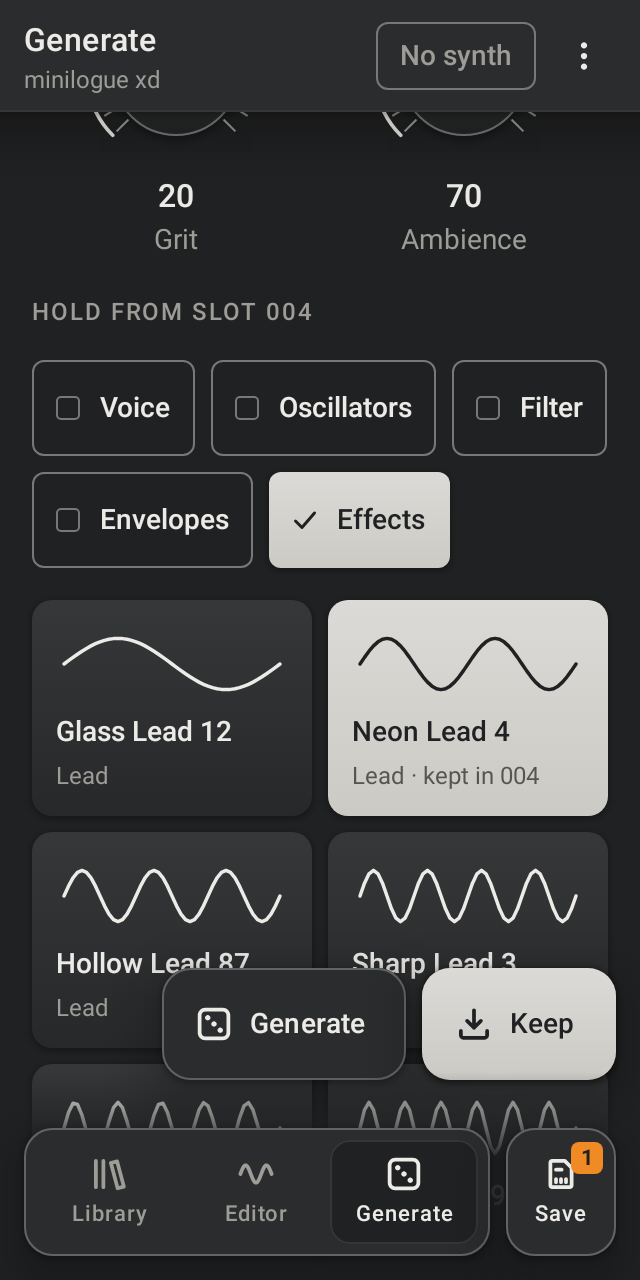 Generate
minilogue xd
No synth
20
Grit
70
Ambience
HOLD FROM SLOT 004
Voice
Oscillators
Filter
Envelopes
Effects
Glass Lead 12
Lead
Neon Lead 4
Lead · kept in 004
Hollow Lead 87
Lead
Sharp Lead 3
Generate
Keep
Library
Editor
Generate
Save
1